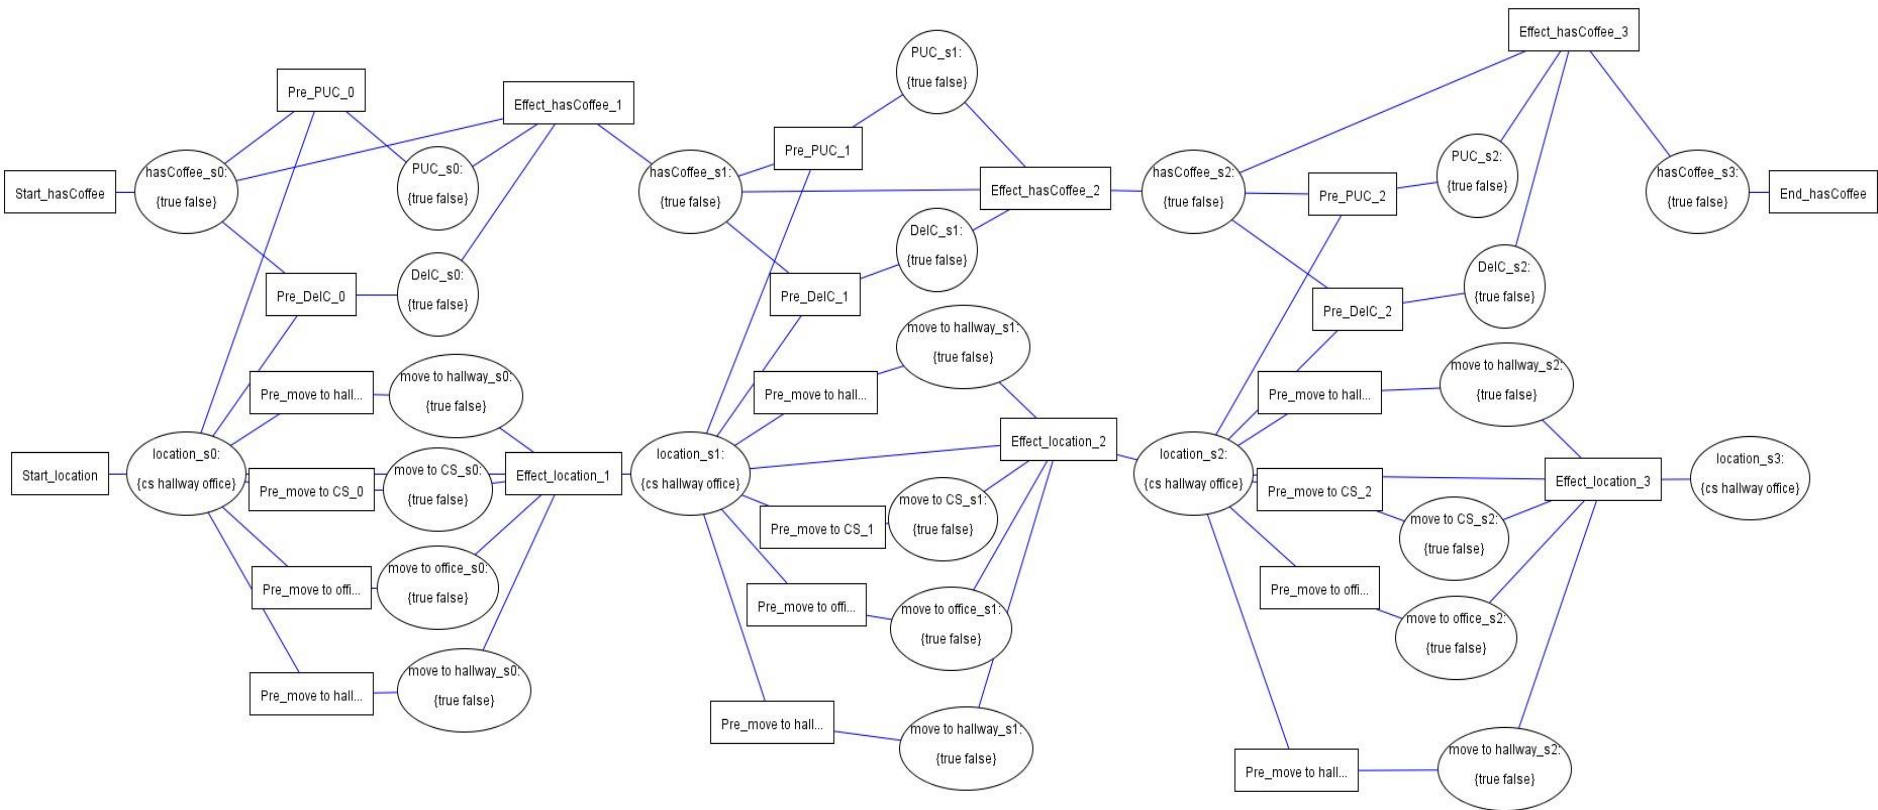 Effect_hasCoffee_3
PUC_s1:
{true false}
Pre_PUC_0
Effect_hasCoffee_1
Pre_PUC_1
PUC_s2:
{true false}
hasCoffee_s0:
{true false}
PUC_s0:
{true false}
hasCoffee_s1:
{true false}
hasCoffee_s2:
{true false}
hasCoffee_s3:
{true false}
Start_hasCoffee
Effect_hasCoffee_2
Pre_PUC_2
End_hasCoffee
DelC_s1:
{true false}
DelC_s0:
{true false}
DelC_s2:
{true false}
Pre_DelC_0
Pre_DelC_1
Pre_DelC_2
move to hallway_s1:
{true false}
move to hallway_s0:
{true false}
move to hallway_s2:
{true false}
Pre_move to hall...
Pre_move to hall...
Pre_move to hall...
Start_location
location_s0:
{cs hallway office}
Effect_location_1
location_s1:
{cs hallway office}
Effect_location_2
location_s2:
{cs hallway office}
Effect_location_3
location_s3:
{cs hallway office}
Pre_move to CS_0
move to CS_s0:
{true false}
Pre_move to CS_1
move to CS_s1:
{true false}
Pre_move to CS_2
move to CS_s2:
{true false}
Pre_move to offi...
move to office_s0:
{true false}
Pre_move to offi...
move to office_s1:
{true false}
Pre_move to offi...
move to office_s2:
{true false}
Pre_move to hall...
move to hallway_s0:
{true false}
Pre_move to hall...
move to hallway_s1:
{true false}
Pre_move to hall...
move to hallway_s2:
{true false}